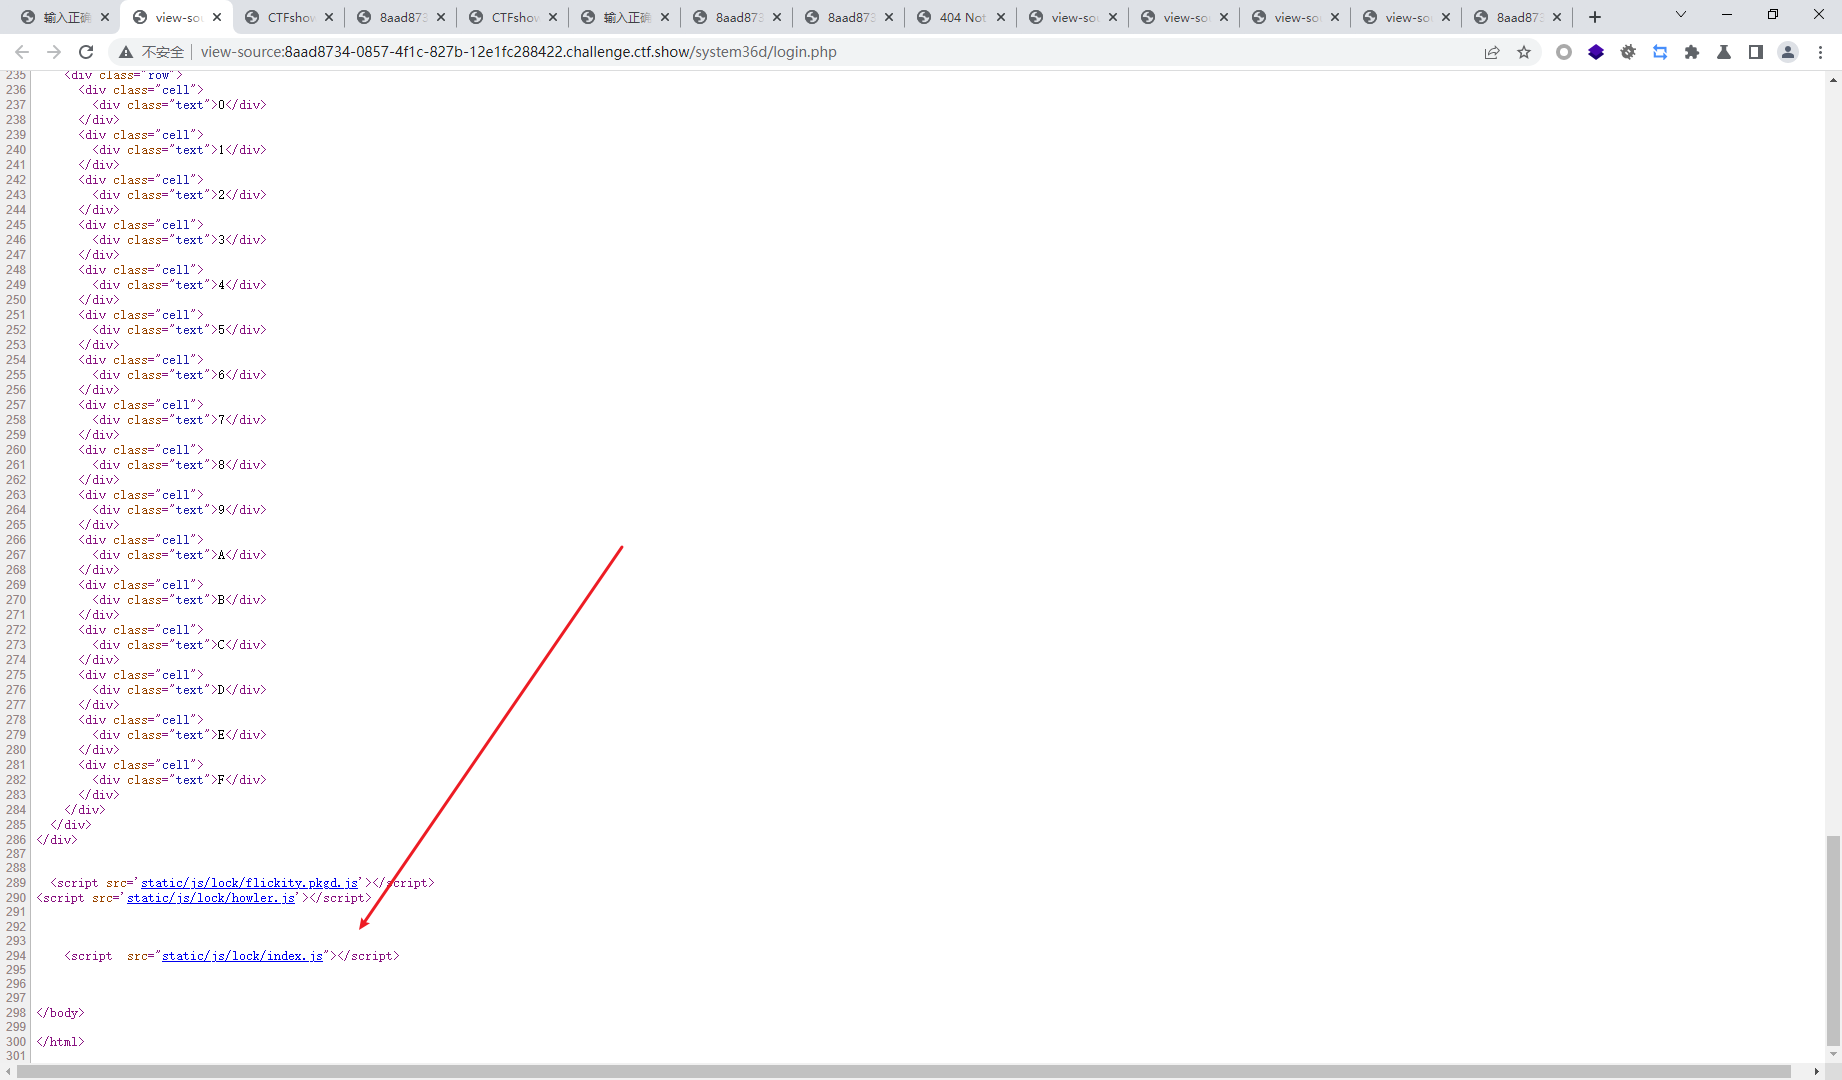 输入正确
view-sou
CTFshow
8aad873
CTFshow
输入正确
8aad873
8aad873
404 Not
view-sou
view-sou
view-sou
view-sou
8aad873
不安全
view-source:8aad8734-0857-4f1c-827b-12e1fc288422.challenge.ctf.show/system36d/login.php
235 <div class="row">
236 <div class="cell">
237 <div class="text">0</div>
238 </div>
239 <div class="cell">
240 <div class="text">1</div>
241 </div>
242 <div class="cell">
243 <div class="text">2</div>
244 </div>
245 <div class="cell">
246 <div class="text">3</div>
247 </div>
248 <div class="cell">
249 <div class="text">4</div>
250 </div>
251 <div class="cell">
252 <div class="text">5</div>
253 </div>
254 <div class="cell">
255 <div class="text">6</div>
256 </div>
257 <div class="cell">
258 <div class="text">7</div>
259 </div>
260 <div class="cell">
261 <div class="text">8</div>
262 </div>
263 <div class="cell">
264 <div class="text">9</div>
265 </div>
266 <div class="cell">
267 <div class="text">A</div>
268 </div>
269 <div class="cell">
270 <div class="text">B</div>
271 </div>
272 <div class="cell">
273 <div class="text">C</div>
274 </div>
275 <div class="cell">
276 <div class="text">D</div>
277 </div>
278 <div class="cell">
279 <div class="text">E</div>
280 </div>
281 <div class="cell">
282 <div class="text">F</div>
283 </div>
284 </div>
285 </div>
286 </div>
287
288
289 <script src='static/js/lock/flickity.pkgd.js'></script>
290 <script src='static/js/lock/howler.js'></script>
291
292
293
294 <script  src="static/js/lock/index.js"></script>
295
296
297
298 </body>
299
300 </html>
301